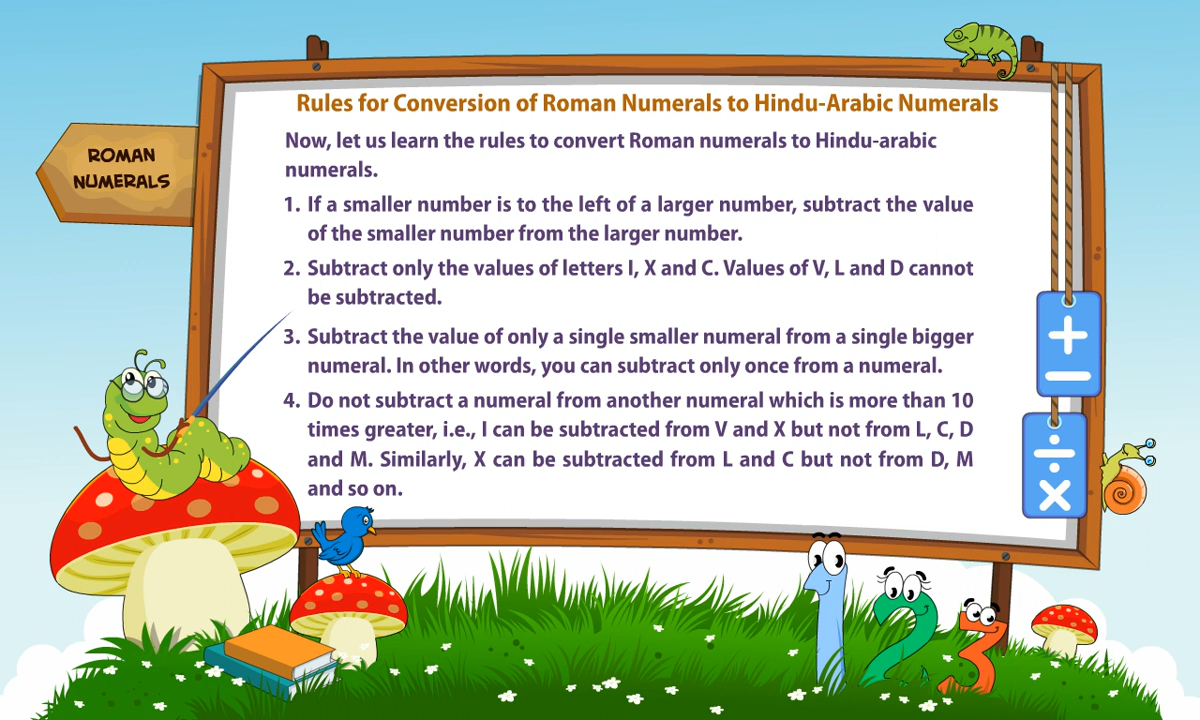 Rules for Conversion of Roman Numerals to Hindu-Arabic Numerals
ROMAN
NUMERALS
Now, let us learn the rules to convert Roman numerals to Hindu-arabic
numerals.
1. If a smaller number is to the left of a larger number, subtract the value
of the smaller number from the larger number.
2. Subtract only the values of letters I, X and C. Values of V, L and D cannot
be subtracted.
3. Subtract the value of only a single smaller numeral from a single bigger
numeral. In other words, you can subtract only once from a numeral.
4. Do not subtract a numeral from another numeral which is more than 10
times greater, i.e., I can be subtracted from V and X but not from L, C, D
and M. Similarly, X can be subtracted from L and C but not from D, M
and so on.
+
−
÷
×
1 2 3